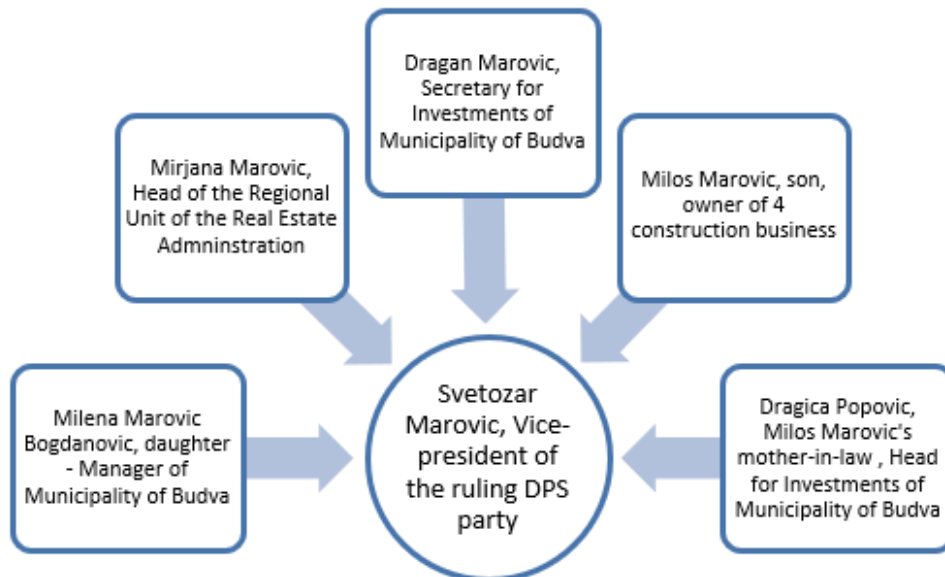 Dragan Marovic,
Secretary for
Investments of
Municipality of Budva
Mirjana Marovic,
Head of the Regional
Unit of the Real Estate
Admninstration
Milos Marovic, son,
owner of 4
construction business
Milena Marovic
Bogdanovic, daughter
- Manager of
Municipality of Budva
Svetozar
Marovic, Vice-
president of
the ruling DPS
party
Dragica Popovic,
Milos Marovic's
mother-in-law , Head
for Investments of
Municipality of Budva